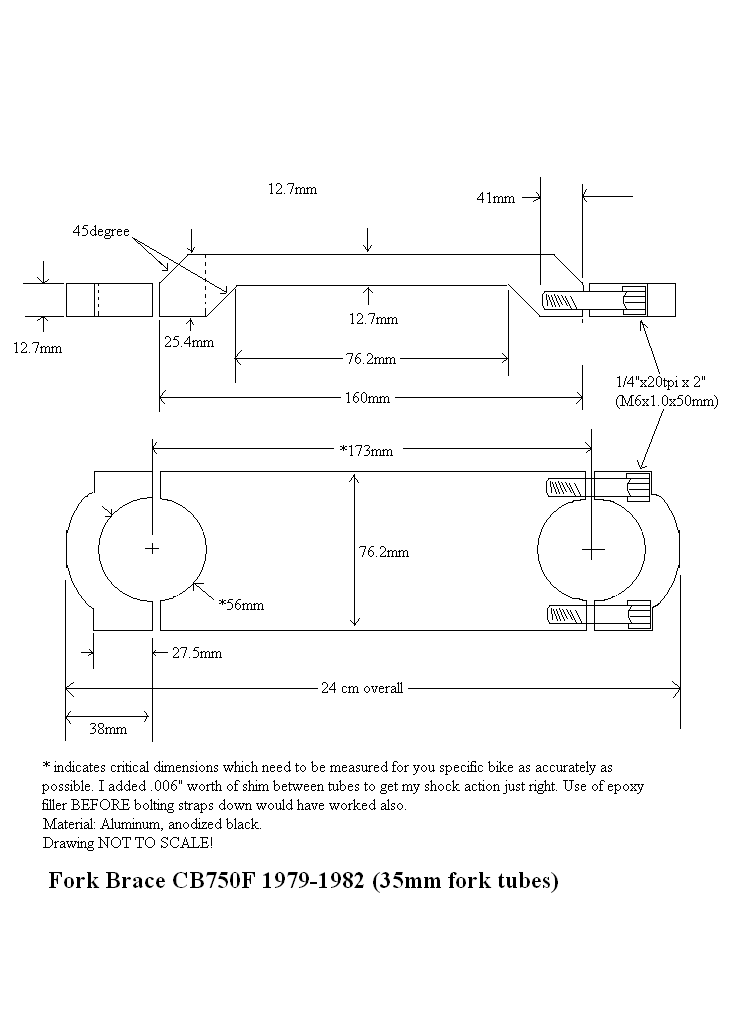 12.7mm
41mm
45degree
12.7mm
25.4mm
12.7mm
76.2mm
160mm
1/4"x20tpi x 2"
(M6x1.0x50mm)
*173mm
76.2mm
*56mm
27.5mm
24 cm overall
38mm
* indicates critical dimensions which need to be measured for you specific bike as accurately as
possible. I added .006" worth of shim between tubes to get my shock action just right. Use of epoxy
filler BEFORE bolting straps down would have worked also.
Material: Aluminum, anodized black.
Drawing NOT TO SCALE!
Fork Brace CB750F 1979-1982 (35mm fork tubes)